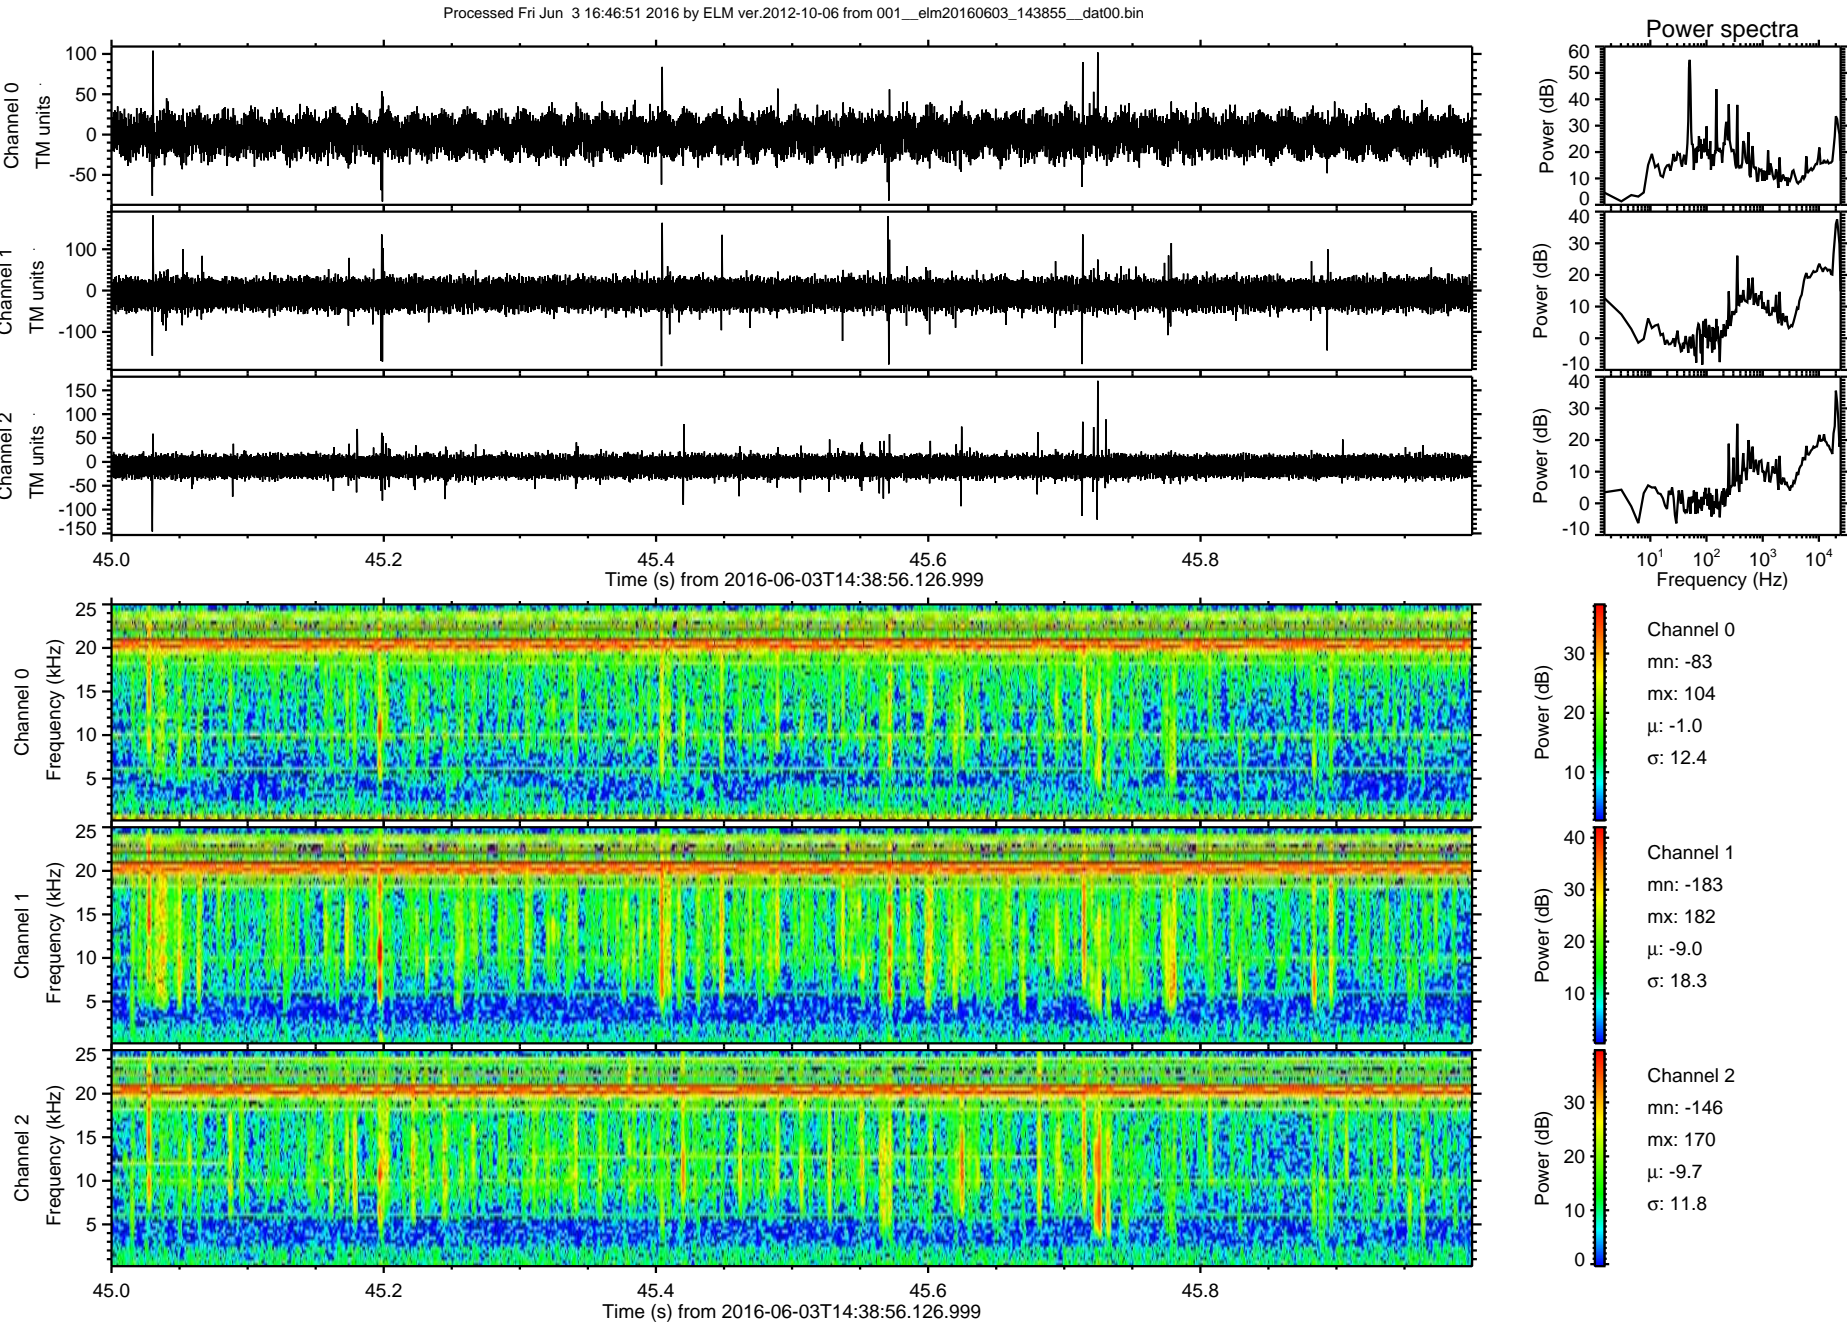 Processed Fri Jun 3 16:46:51 2016 by ELM ver.2012-10-06 from 001__elm20160603_143855__dat00.bin
Power spectra
Channel 0
TM units
100
50
0
-50
Power (dB)
60
50
40
30
20
10
0
Channel 1
TM units
100
0
-100
Power (dB)
40
30
20
10
0
-10
Channel 2
TM units
150
100
50
0
-50
-100
-150
Power (dB)
40
30
20
10
0
-10
45.0 45.2 45.4 45.6 45.8
Time (s) from 2016-06-03T14:38:56.126.999
10^1 10^2 10^3 10^4
Frequency (Hz)
Channel 0
Frequency (kHz)
25
20
15
10
5
Power (dB)
30
20
10
Channel 0
mn: -83
mx: 104
μ: -1.0
σ: 12.4
Channel 1
Frequency (kHz)
25
20
15
10
5
Power (dB)
40
30
20
10
Channel 1
mn: -183
mx: 182
μ: -9.0
σ: 18.3
Channel 2
Frequency (kHz)
25
20
15
10
5
Power (dB)
30
20
10
0
Channel 2
mn: -146
mx: 170
μ: -9.7
σ: 11.8
45.0 45.2 45.4 45.6 45.8
Time (s) from 2016-06-03T14:38:56.126.999